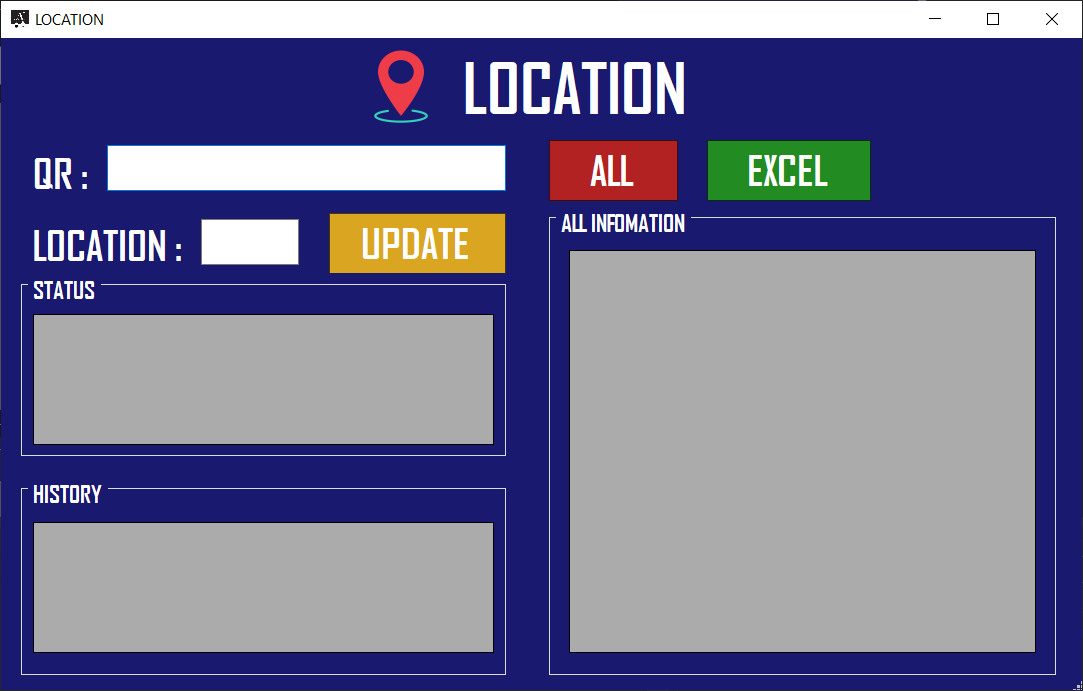 LOCATION
LOCATION
QR :
ALL
EXCEL
LOCATION :
UPDATE
ALL INFOMATION
STATUS
HISTORY